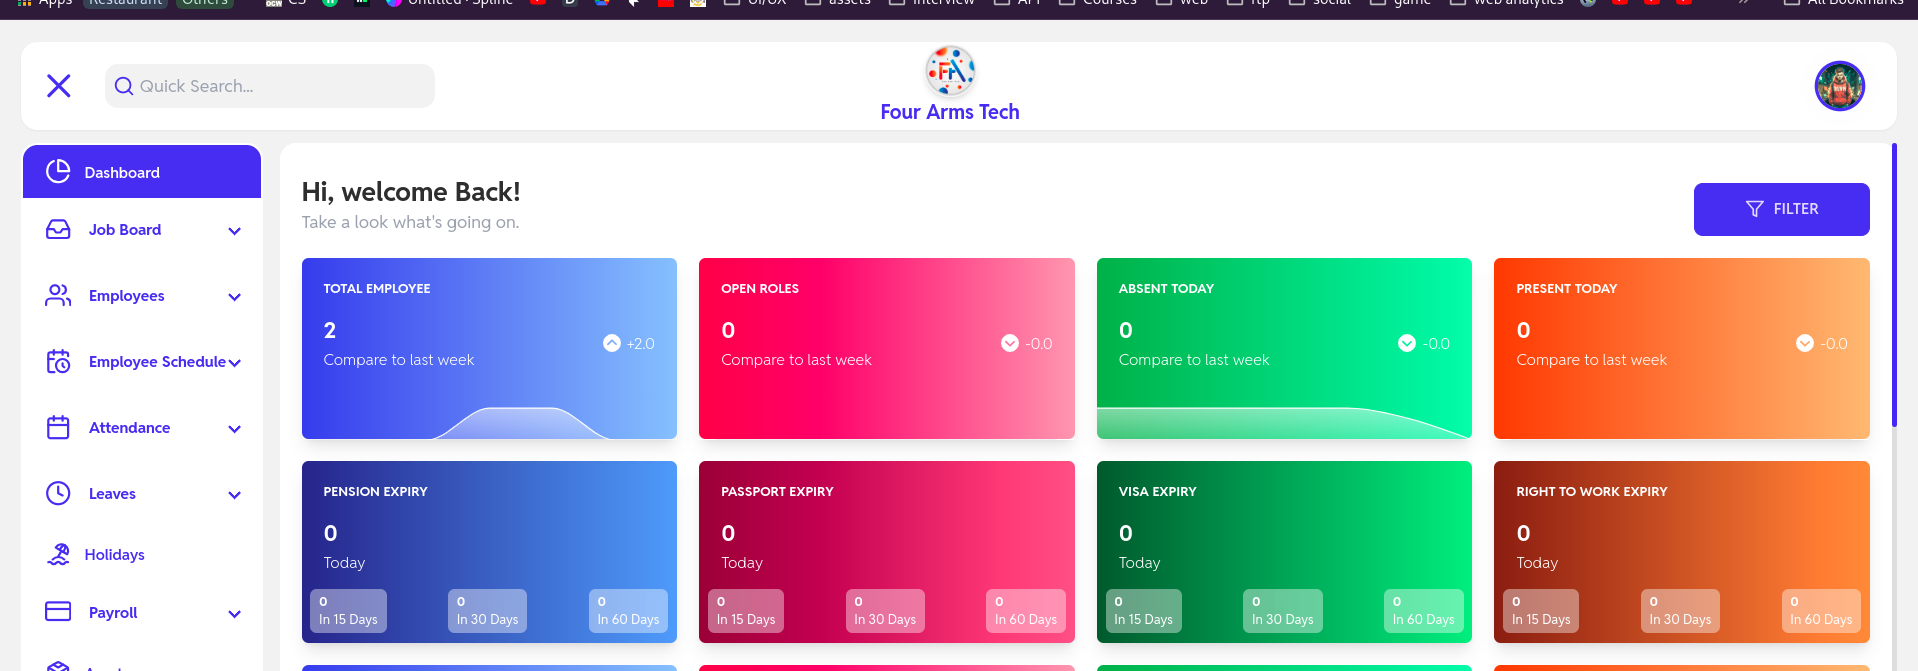 Apps Restaurant Others CS Untitled · Spline UI/UX assets interview API Courses web ftp social game web analytics All Bookmarks
Quick Search...
FA
Four Arms Tech
Dashboard
Job Board
Employees
Employee Schedule
Attendance
Leaves
Holidays
Payroll
Hi, welcome Back!
Take a look what's going on.
FILTER
TOTAL EMPLOYEE
2
Compare to last week
+2.0
OPEN ROLES
0
Compare to last week
-0.0
ABSENT TODAY
0
Compare to last week
-0.0
PRESENT TODAY
0
Compare to last week
-0.0
PENSION EXPIRY
0
Today
0
In 15 Days
0
In 30 Days
0
In 60 Days
PASSPORT EXPIRY
0
Today
0
In 15 Days
0
In 30 Days
0
In 60 Days
VISA EXPIRY
0
Today
0
In 15 Days
0
In 30 Days
0
In 60 Days
RIGHT TO WORK EXPIRY
0
Today
0
In 15 Days
0
In 30 Days
0
In 60 Days